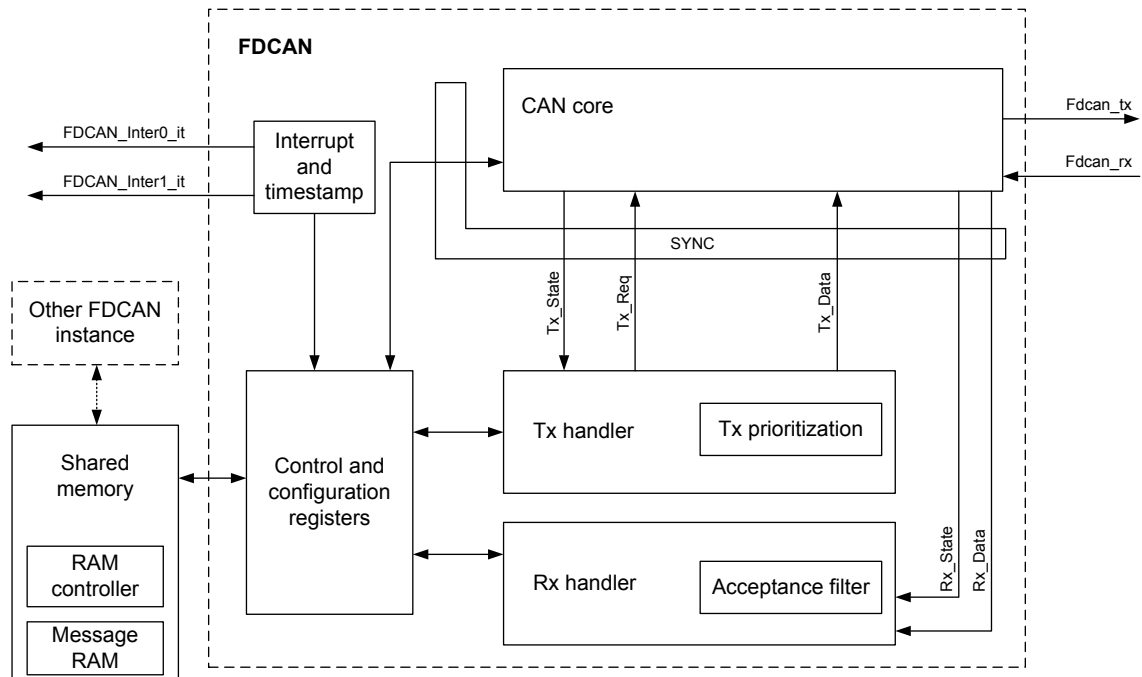 FDCAN
CAN core
Fdcan_tx
FDCAN_Inter0_it
Interrupt
and
timestamp
Fdcan_rx
FDCAN_Inter1_it
SYNC
Tx_State
Tx_Req
Tx_Data
Other FDCAN
instance
Tx handler
Tx prioritization
Shared
memory
Control and
configuration
registers
Rx_State
Rx_Data
RAM
controller
Rx handler
Acceptance filter
Message
RAM